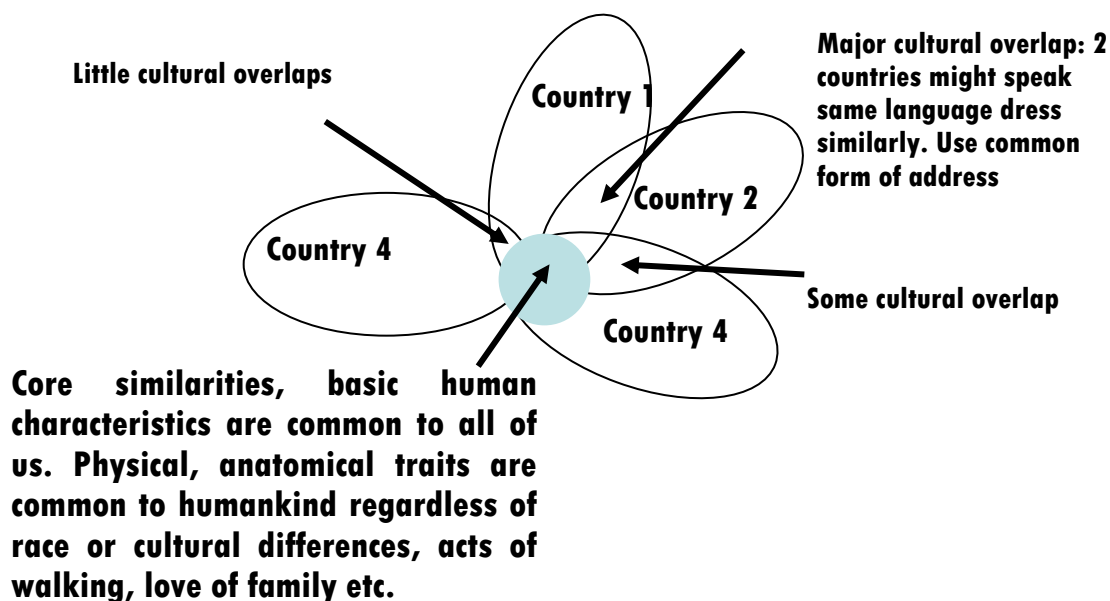 Little cultural overlaps
Country 1
Major cultural overlap: 2
countries might speak
same language dress
similarly. Use common
form of address
Country 2
Country 4
Some cultural overlap
Country 4
Core similarities, basic human
characteristics are common to all of
us. Physical, anatomical traits are
common to humankind regardless of
race or cultural differences, acts of
walking, love of family etc.